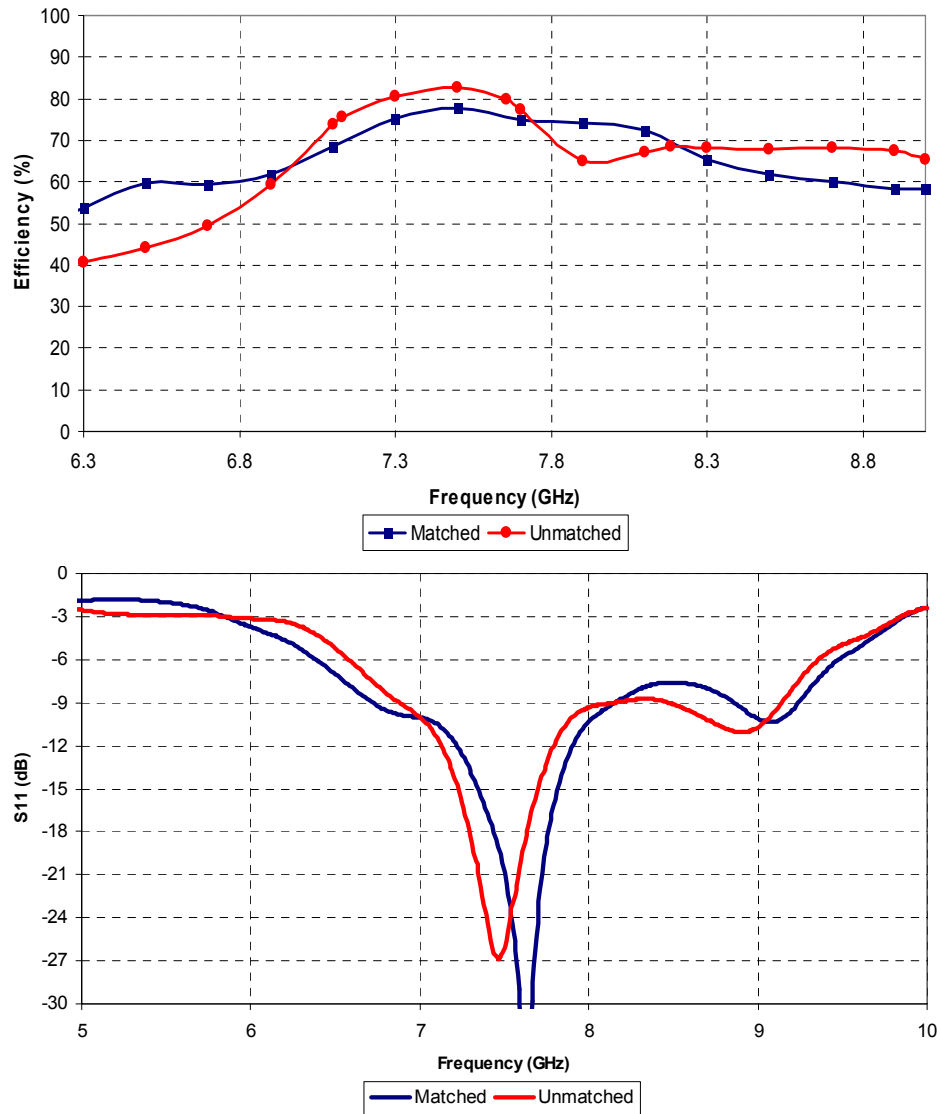 100
90
80
70
60
50
40
30
20
10
0
Efficiency (%)
6.3 6.8 7.3 7.8 8.3 8.8
Frequency (GHz)
Matched Unmatched
0
-3
-6
-9
-12
-15
-18
-21
-24
-27
-30
S11 (dB)
5 6 7 8 9 10
Frequency (GHz)
Matched Unmatched